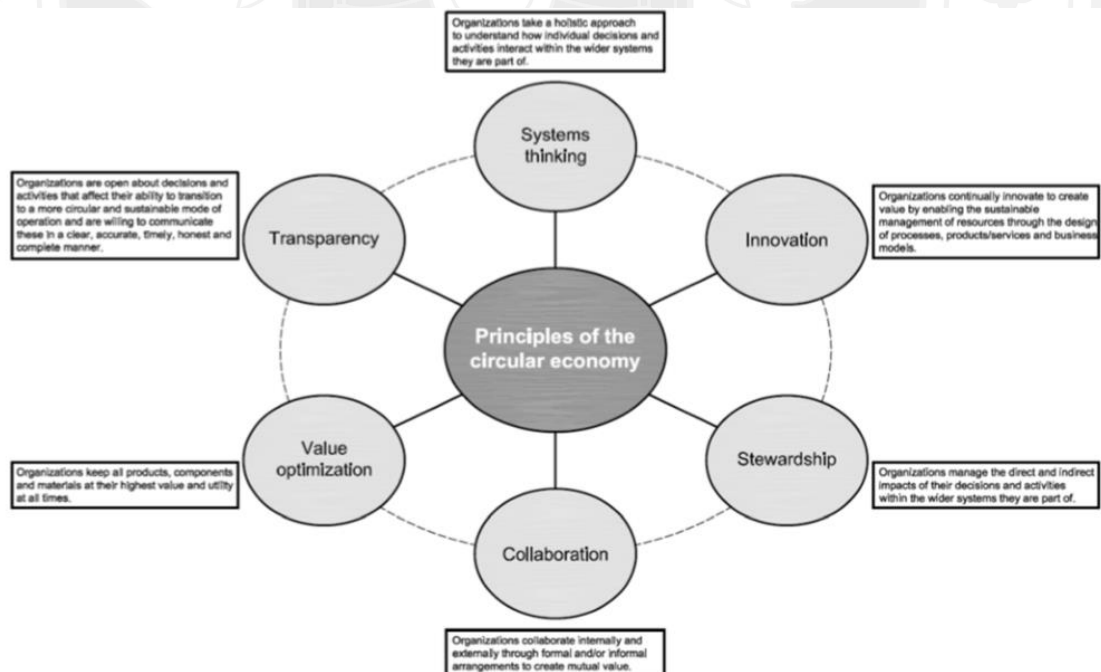 Organizations take a holistic approach
to understand how individual decisions and
activities interact within the wider systems
they are part of.
Systems
thinking
Organizations are open about decisions and
activities that affect their ability to transition
to a more circular and sustainable mode of
operation and are willing to communicate
these in a clear, accurate, timely, honest and
complete manner.
Transparency
Innovation
Organizations continually innovate to create
value by enabling the sustainable
management of resources through the design
of processes, products/services and business
models.
Principles of the
circular economy
Organizations keep all products, components
and materials at their highest value and utility
at all times.
Value
optimization
Stewardship
Organizations manage the direct and indirect
impacts of their decisions and activities
within the wider systems they are part of.
Collaboration
Organizations collaborate internally and
externally through formal and/or informal
arrangements to create mutual value.